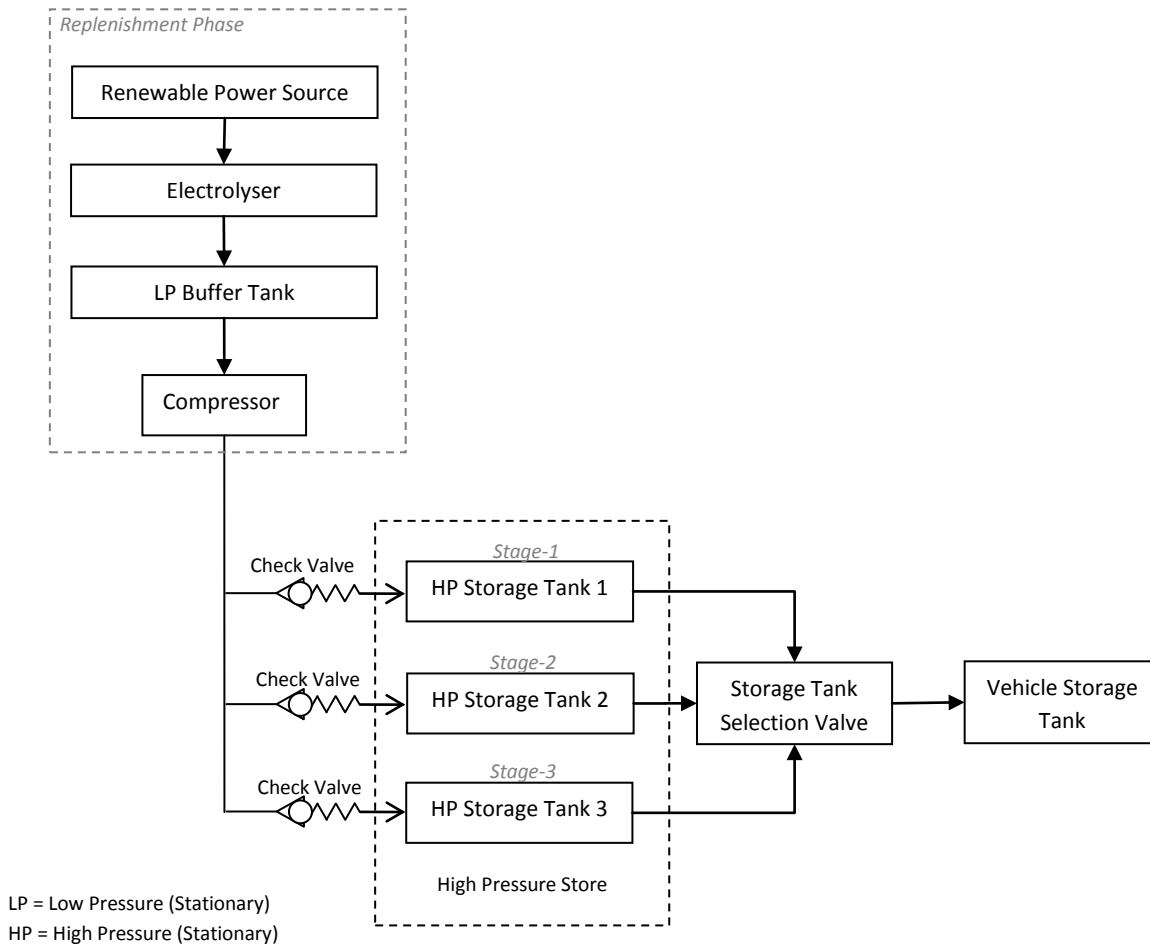 Replenishment Phase
Renewable Power Source
Electrolyser
LP Buffer Tank
Compressor
Stage-1
Check Valve
HP Storage Tank 1
Stage-2
Check Valve
HP Storage Tank 2
Storage Tank
Selection Valve
Vehicle Storage
Tank
Stage-3
Check Valve
HP Storage Tank 3
High Pressure Store
LP = Low Pressure (Stationary)
HP = High Pressure (Stationary)